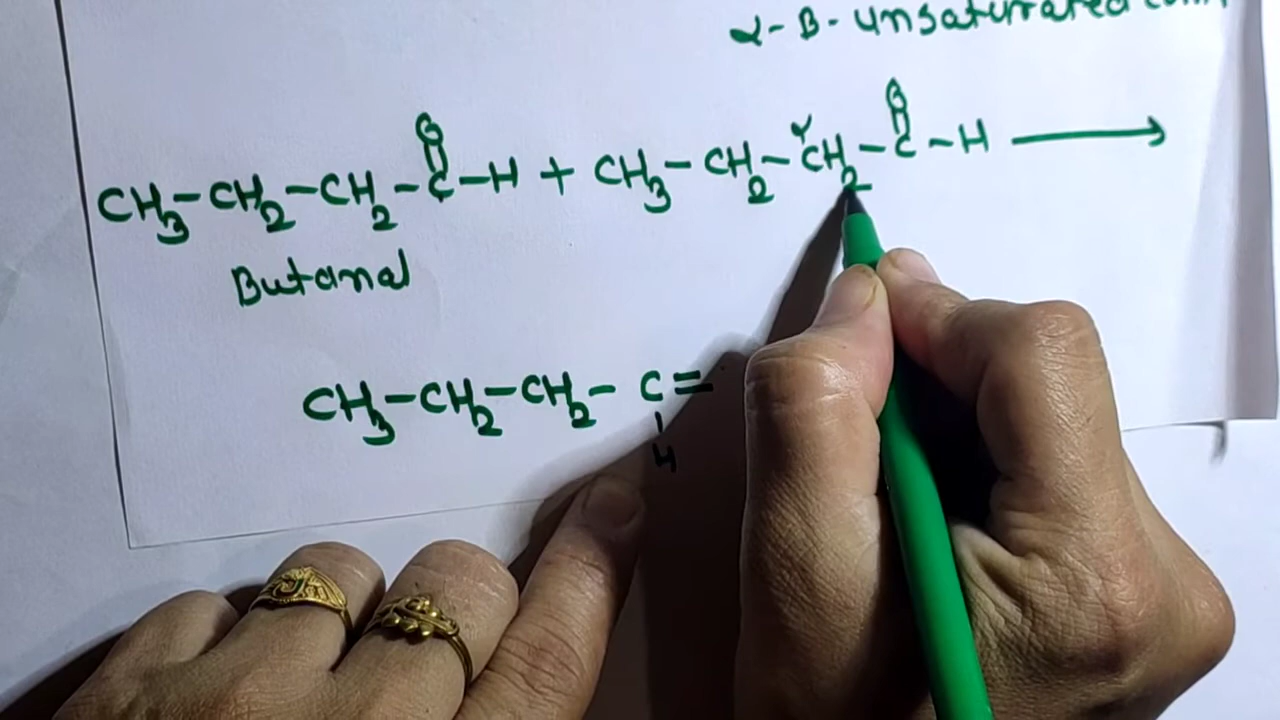 α-B-unsaturated
CH3-CH2-CH2-C(=O)-H + CH3-CH2-CH2-C(=O)-H →
Butanal
CH3-CH2-CH2-C=
H